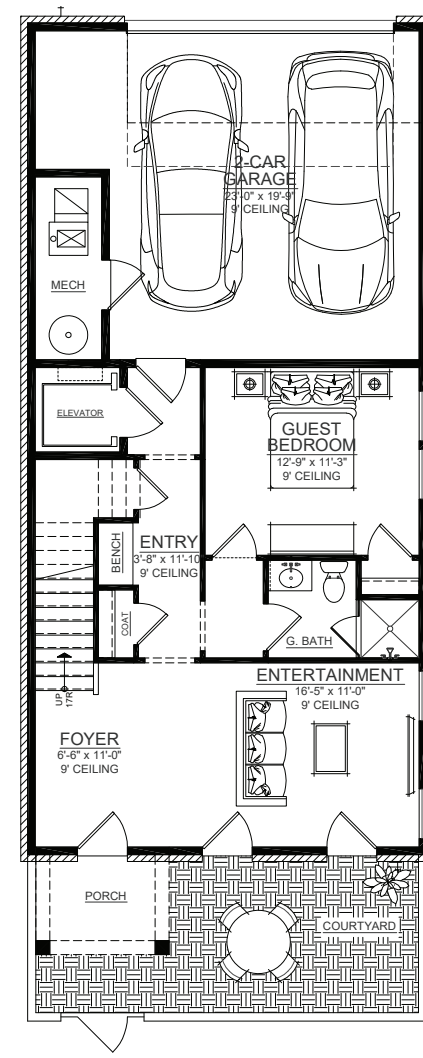 2-CAR
GARAGE
23'-0" x 19'-9"
9' CEILING
MECH
ELEVATOR
GUEST
BEDROOM
12'-9" x 11'-3"
9' CEILING
BENCH
ENTRY
3'-8" x 11'-10"
9' CEILING
COAT
G. BATH
UP
17R
ENTERTAINMENT
16'-5" x 11'-0"
9' CEILING
FOYER
6'-6" x 11'-0"
9' CEILING
PORCH
COURTYARD